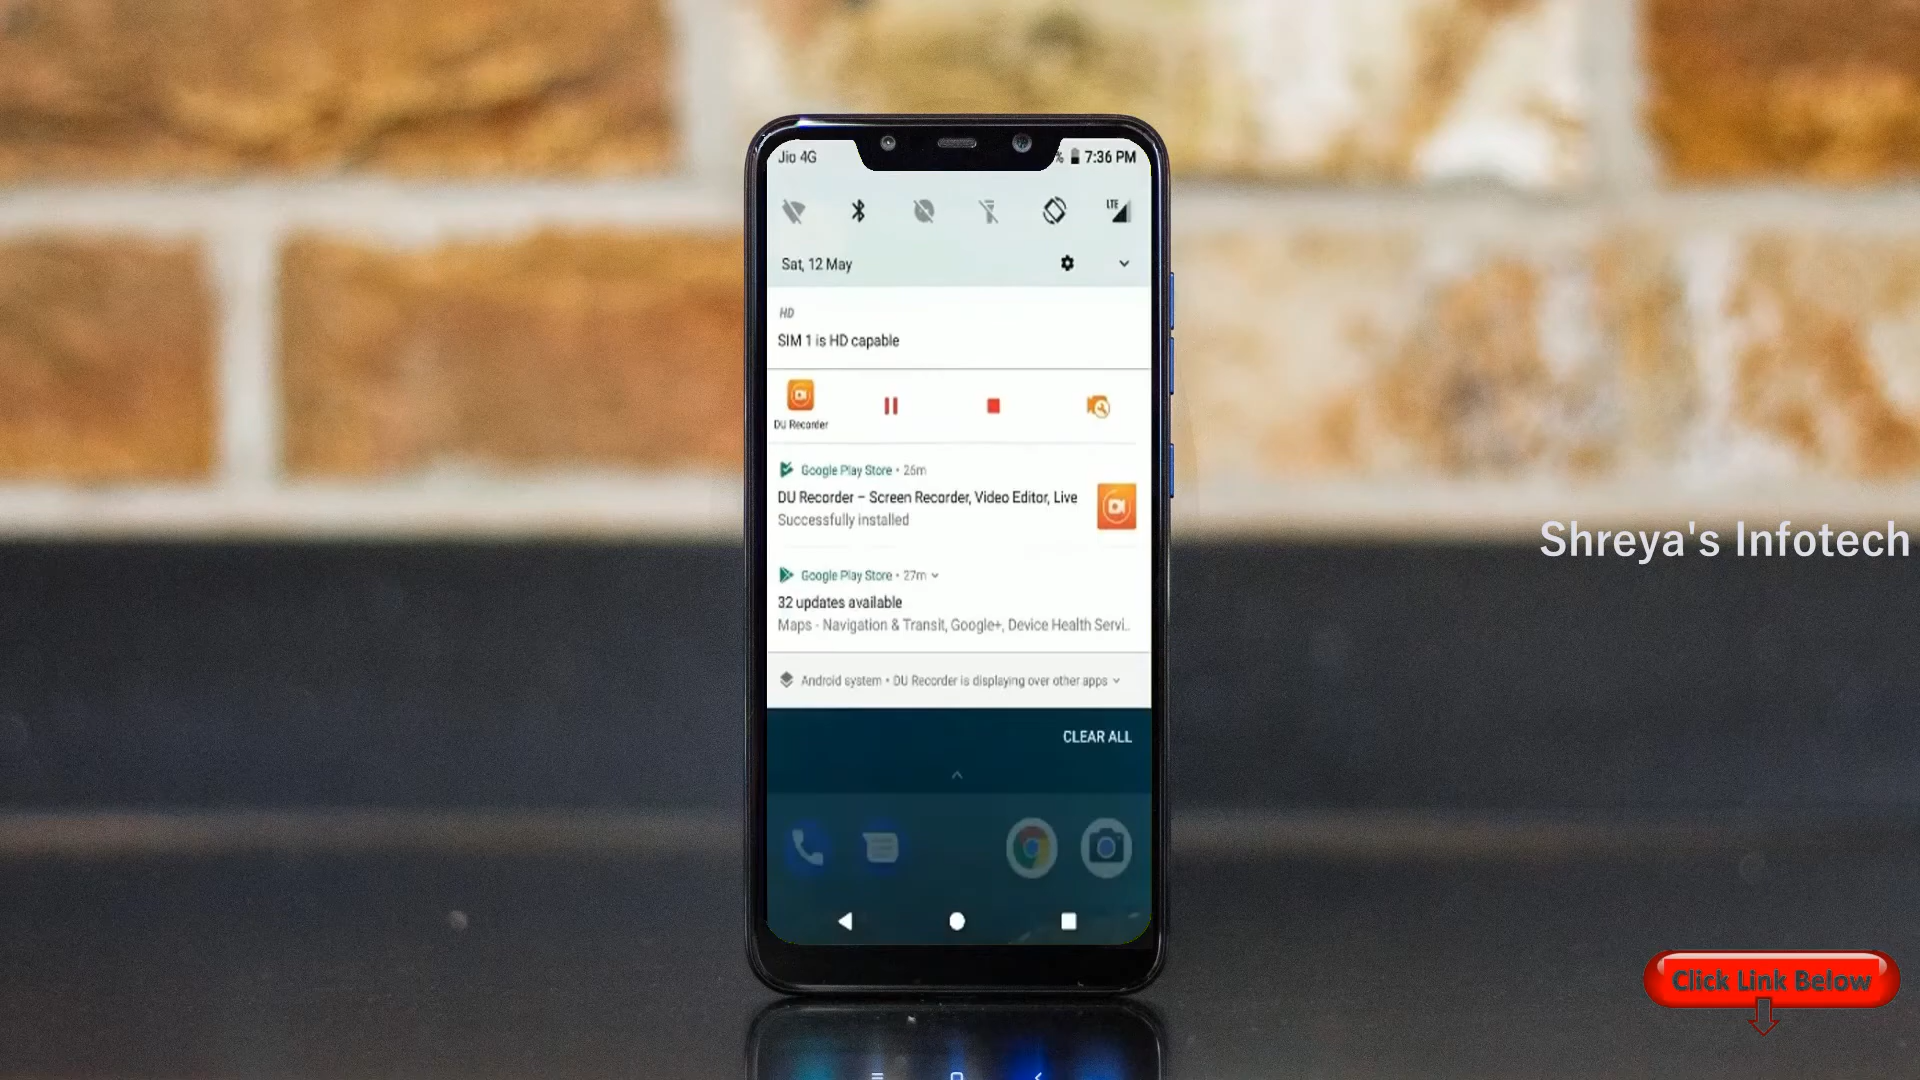 Jio 4G
% 7:36 PM
LTE
Sat, 12 May
HD
SIM 1 is HD capable
DU Recorder
Google Play Store • 26m
DU Recorder – Screen Recorder, Video Editor, Live
Successfully installed
Google Play Store • 27m
32 updates available
Maps - Navigation & Transit, Google+, Device Health Servi..
Android system • DU Recorder is displaying over other apps
CLEAR ALL
Shreya's Infotech
Click Link Below